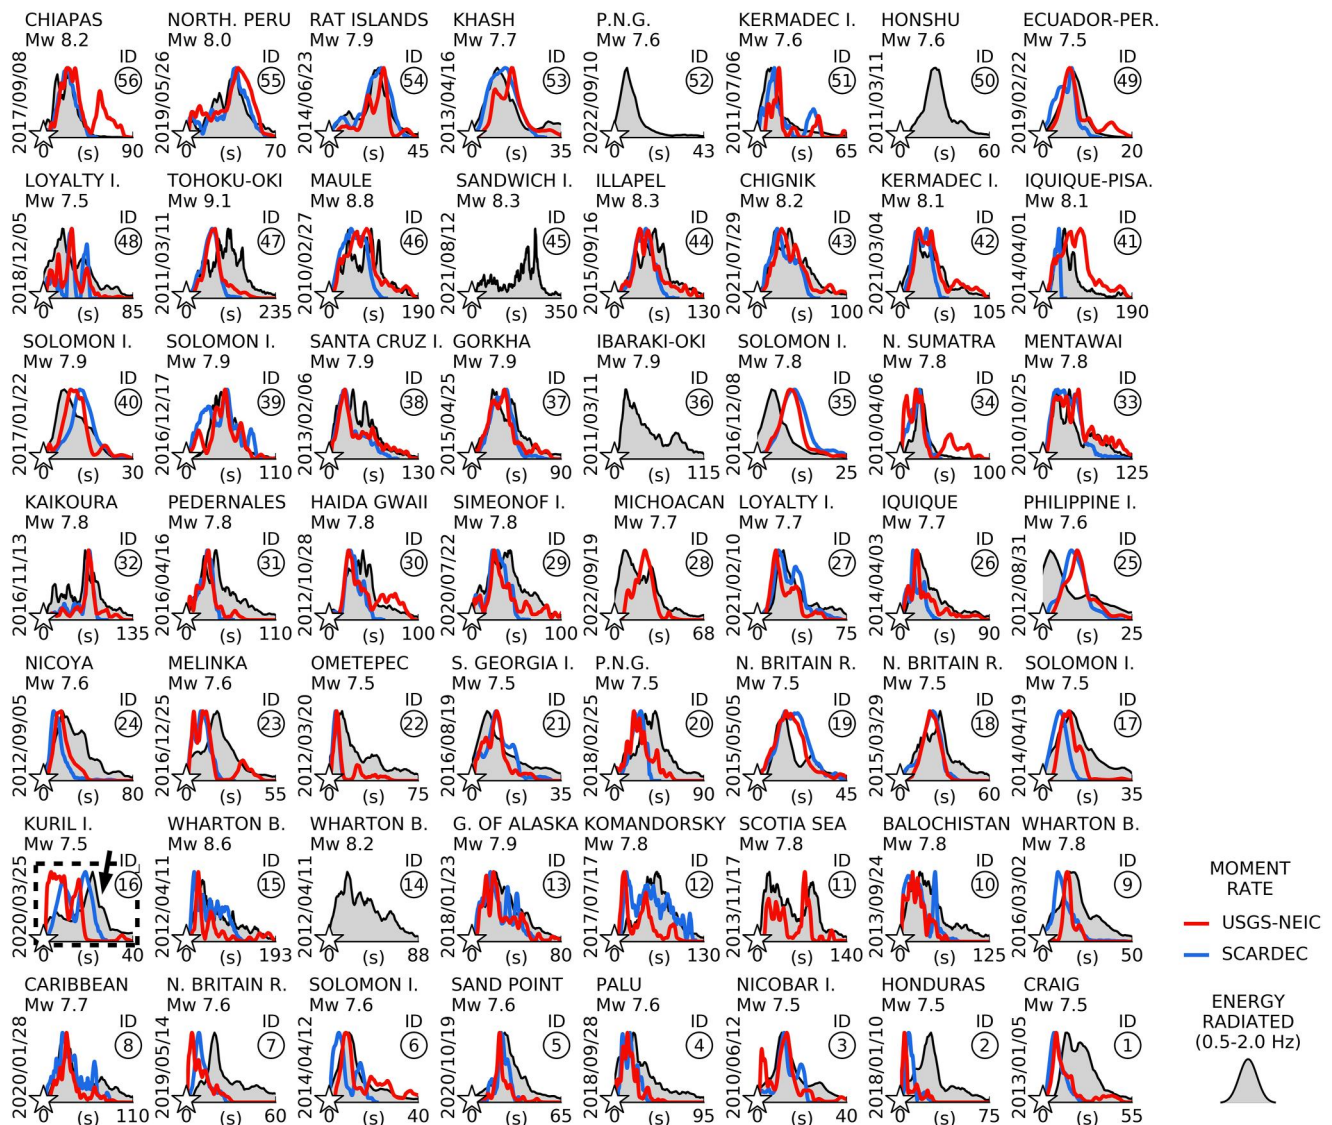 CHIAPAS NORTH. PERU RAT ISLANDS KHASH P.N.G. KERMADEC I. HONSHU ECUADOR-PER.
Mw 8.2 Mw 8.0 Mw 7.9 Mw 7.7 Mw 7.6 Mw 7.6 Mw 7.6 Mw 7.5
ID ID ID ID ID ID ID ID
56 55 54 53 52 51 50 49
2017/09/08 2019/05/26 2014/06/23 2013/04/16 2022/09/10 2011/07/06 2011/03/11 2019/02/22
0 (s) 90 0 (s) 70 0 (s) 45 0 (s) 35 0 (s) 43 0 (s) 65 0 (s) 60 0 (s) 20
LOYALTY I. TOHOKU-OKI MAULE SANDWICH I. ILLAPEL CHIGNIK KERMADEC I. IQUIQUE-PISA.
Mw 7.5 Mw 9.1 Mw 8.8 Mw 8.3 Mw 8.3 Mw 8.2 Mw 8.1 Mw 8.1
ID ID ID ID ID ID ID ID
48 47 46 45 44 43 42 41
2018/12/05 2011/03/11 2010/02/27 2021/08/12 2015/09/16 2021/07/29 2021/03/04 2014/04/01
0 (s) 85 0 (s) 235 0 (s) 190 0 (s) 350 0 (s) 130 0 (s) 100 0 (s) 105 0 (s) 190
SOLOMON I. SOLOMON I. SANTA CRUZ I. GORKHA IBARAKI-OKI SOLOMON I. N. SUMATRA MENTAWAI
Mw 7.9 Mw 7.9 Mw 7.9 Mw 7.9 Mw 7.9 Mw 7.8 Mw 7.8 Mw 7.8
ID ID ID ID ID ID ID ID
40 39 38 37 36 35 34 33
2017/01/22 2016/12/17 2013/02/06 2015/04/25 2011/03/11 2016/12/08 2010/04/06 2010/10/25
0 (s) 30 0 (s) 110 0 (s) 130 0 (s) 90 0 (s) 115 0 (s) 25 0 (s) 100 0 (s) 125
KAIKOURA PEDERNALES HAIDA GWAII SIMEONOF I. MICHOACAN LOYALTY I. IQUIQUE PHILIPPINE I.
Mw 7.8 Mw 7.8 Mw 7.8 Mw 7.8 Mw 7.7 Mw 7.7 Mw 7.7 Mw 7.6
ID ID ID ID ID ID ID ID
32 31 30 29 28 27 26 25
2016/11/13 2016/04/16 2012/10/28 2020/07/22 2022/09/19 2021/02/10 2014/04/03 2012/08/31
0 (s) 135 0 (s) 110 0 (s) 100 0 (s) 100 0 (s) 68 0 (s) 75 0 (s) 90 0 (s) 25
NICOYA MELINKA OMETEPEC S. GEORGIA I. P.N.G. N. BRITAIN R. N. BRITAIN R. SOLOMON I.
Mw 7.6 Mw 7.6 Mw 7.5 Mw 7.5 Mw 7.5 Mw 7.5 Mw 7.5 Mw 7.5
ID ID ID ID ID ID ID ID
24 23 22 21 20 19 18 17
2012/09/05 2016/12/25 2012/03/20 2016/08/19 2018/02/25 2015/05/05 2015/03/29 2014/04/19
0 (s) 80 0 (s) 55 0 (s) 75 0 (s) 35 0 (s) 90 0 (s) 45 0 (s) 60 0 (s) 35
KURIL I. WHARTON B. WHARTON B. G. OF ALASKA KOMANDORSKY SCOTIA SEA BALOCHISTAN WHARTON B.
Mw 7.5 Mw 8.6 Mw 8.2 Mw 7.9 Mw 7.8 Mw 7.8 Mw 7.8 Mw 7.8
ID ID ID ID ID ID ID ID
16 15 14 13 12 11 10 9
2020/03/25 2012/04/11 2012/04/11 2018/01/23 2017/07/17 2013/11/17 2013/09/24 2016/03/02
0 (s) 40 0 (s) 193 0 (s) 88 0 (s) 80 0 (s) 130 0 (s) 140 0 (s) 125 0 (s) 50
CARIBBEAN N. BRITAIN R. SOLOMON I. SAND POINT PALU NICOBAR I. HONDURAS CRAIG
Mw 7.7 Mw 7.6 Mw 7.6 Mw 7.6 Mw 7.6 Mw 7.5 Mw 7.5 Mw 7.5
ID ID ID ID ID ID ID ID
8 7 6 5 4 3 2 1
2020/01/28 2019/05/14 2014/04/12 2020/10/19 2018/09/28 2010/06/12 2018/01/10 2013/01/05
0 (s) 110 0 (s) 60 0 (s) 40 0 (s) 65 0 (s) 95 0 (s) 40 0 (s) 75 0 (s) 55
MOMENT
RATE
USGS-NEIC
SCARDEC
ENERGY
RADIATED
(0.5-2.0 Hz)